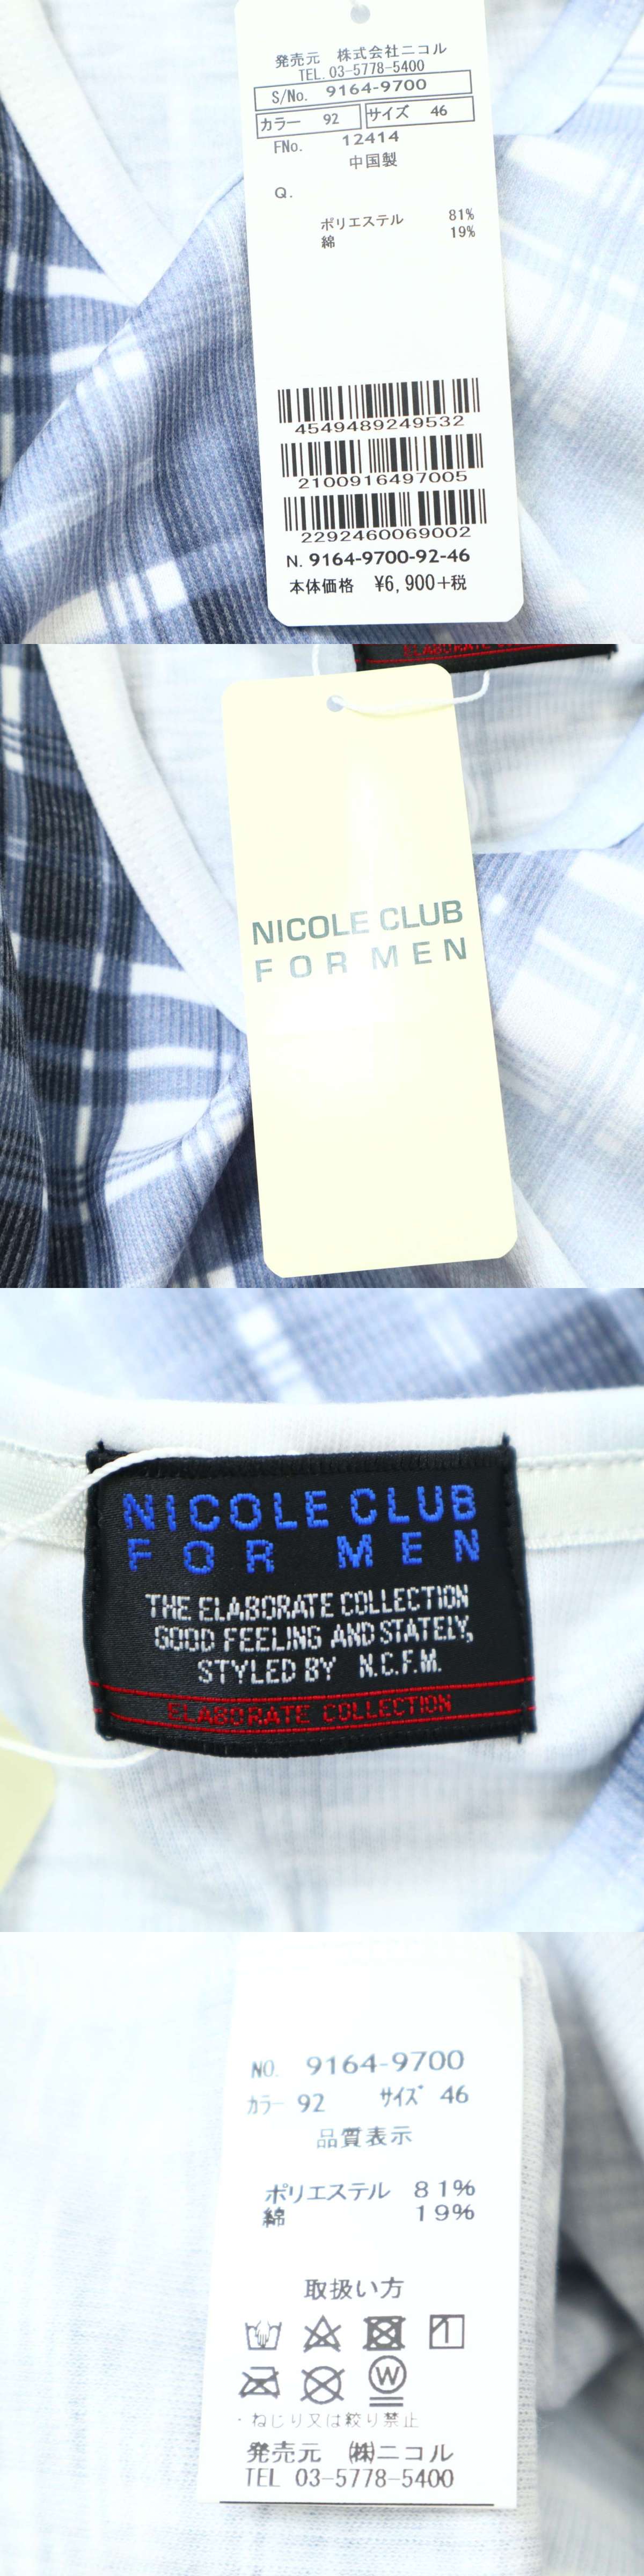 発売元 株式会社ニコル
TEL.03-5778-5400
S/No. 9164-9700
カラー 92 サイズ 46
FNo. 12414
中国製
Q.
ポリエステル 81%
綿 19%
4549489249532
2100916497005
2292460069002
N. 9164-9700-92-46
本体価格 ¥6,900+税
ELABORATE
NICOLE CLUB
FOR MEN
NICOLE CLUB
FOR MEN
THE ELABORATE COLLECTION
GOOD FEELING AND STATELY,
STYLED BY N.C.F.M.
ELABORATE COLLECTION
NO. 9164-9700
カラー 92 サイズ 46
品質表示
ポリエステル 81%
綿 19%
取扱い方
W
・ねじり又は絞り禁止
発売元 ㈱ニコル
TEL 03-5778-5400